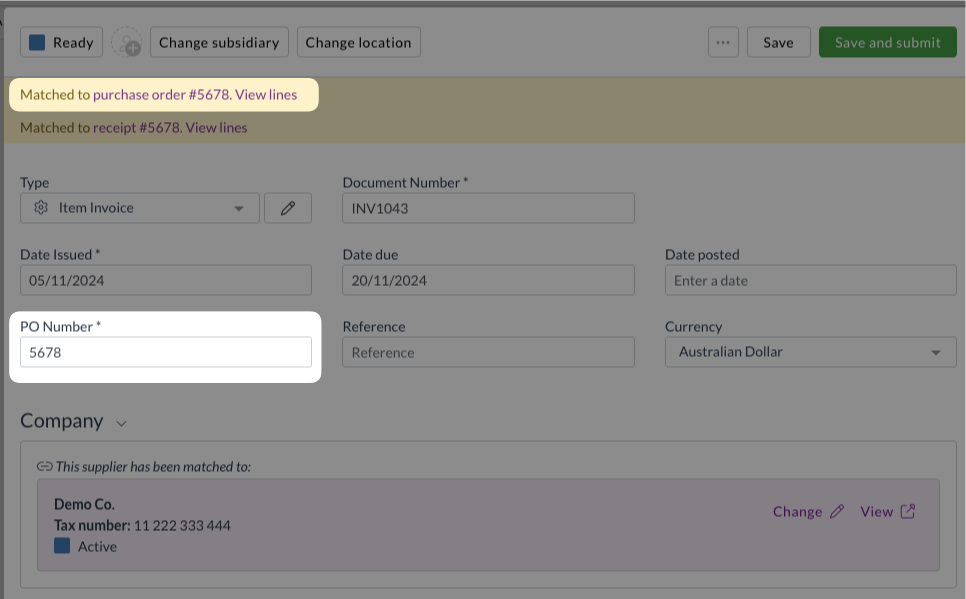 Ready
Change subsidiary
Change location
...
Save
Save and submit
Matched to purchase order #5678. View lines
Matched to receipt #5678. View lines
Type
Document Number *
Item Invoice
INV1043
Date Issued *
Date due
Date posted
05/11/2024
20/11/2024
Enter a date
PO Number *
Reference
Currency
5678
Reference
Australian Dollar
Company
This supplier has been matched to:
Demo Co.
Tax number: 11 222 333 444
Active
Change
View